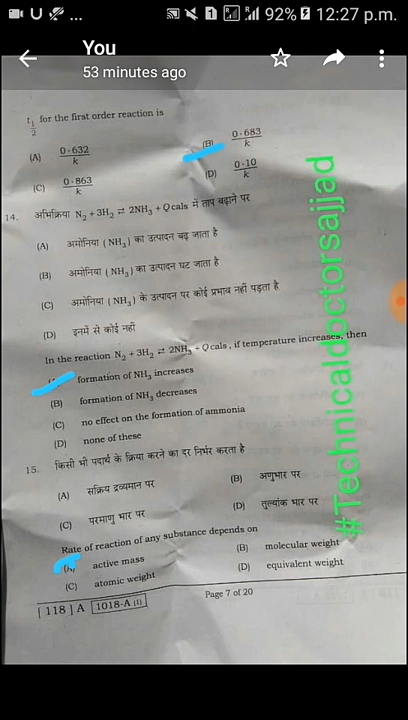 92% 12:27 p.m.
You
53 minutes ago
t 1/2 for the first order reaction is
(A) 0·632/k
(B) 0·683/k
(C) 0·863/k
(D) 0·10/k
14. अभिक्रिया N₂ + 3H₂ ⇌ 2NH₃ + Q cals में ताप बढ़ाने पर
(A) अमोनिया ( NH₃ ) का उत्पादन बढ़ जाता है
(B) अमोनिया ( NH₃ ) का उत्पादन घट जाता है
(C) अमोनिया ( NH₃ ) के उत्पादन पर कोई प्रभाव नहीं पड़ता है
(D) इनमें से कोई नहीं
In the reaction N₂ + 3H₂ ⇌ 2NH₃ + Q cals , if temperature increases, then
formation of NH₃ increases
(B) formation of NH₃ decreases
(C) no effect on the formation of ammonia
(D) none of these
15. किसी भी पदार्थ के क्रिया करने का दर निर्भर करता है
(A) सक्रिय द्रव्यमान पर
(B) अणुभार पर
(C) परमाणु भार पर
(D) तुल्यांक भार पर
Rate of reaction of any substance depends on
(A) active mass
(B) molecular weight
(C) atomic weight
(D) equivalent weight
[ 118 ] A 1018-A (1)
Page 7 of 20
#Technicaldoctorsajjad